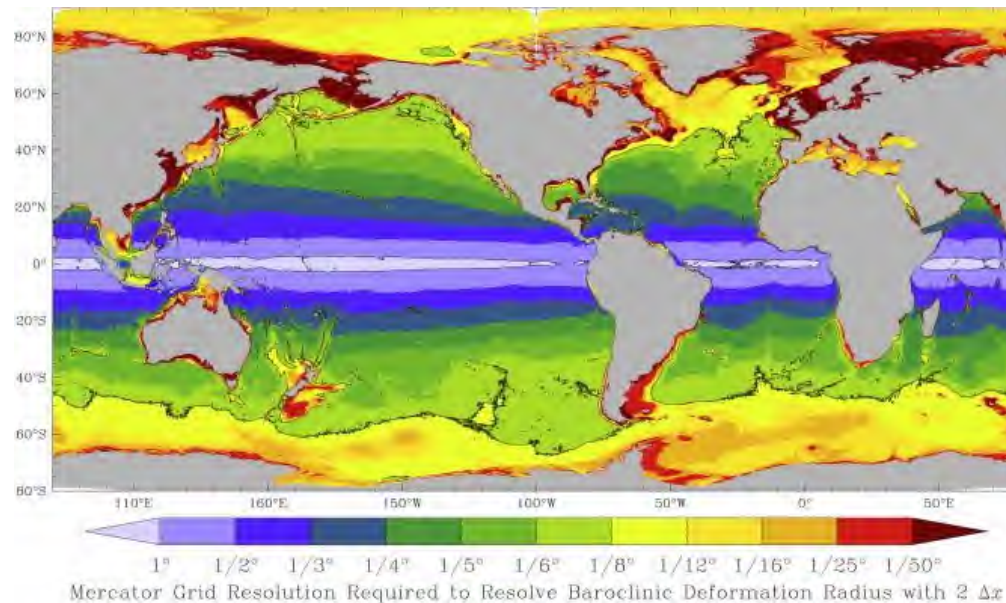 80°N
60°N
40°N
20°N
0°
20°S
40°S
60°S
80°S
110°E 160°E 150°W 100°W 50°W 0° 50°E
1° 1/2° 1/3° 1/4° 1/5° 1/6° 1/8° 1/12° 1/16° 1/25° 1/50°
Mercator Grid Resolution Required to Resolve Baroclinic Deformation Radius with 2 Δx